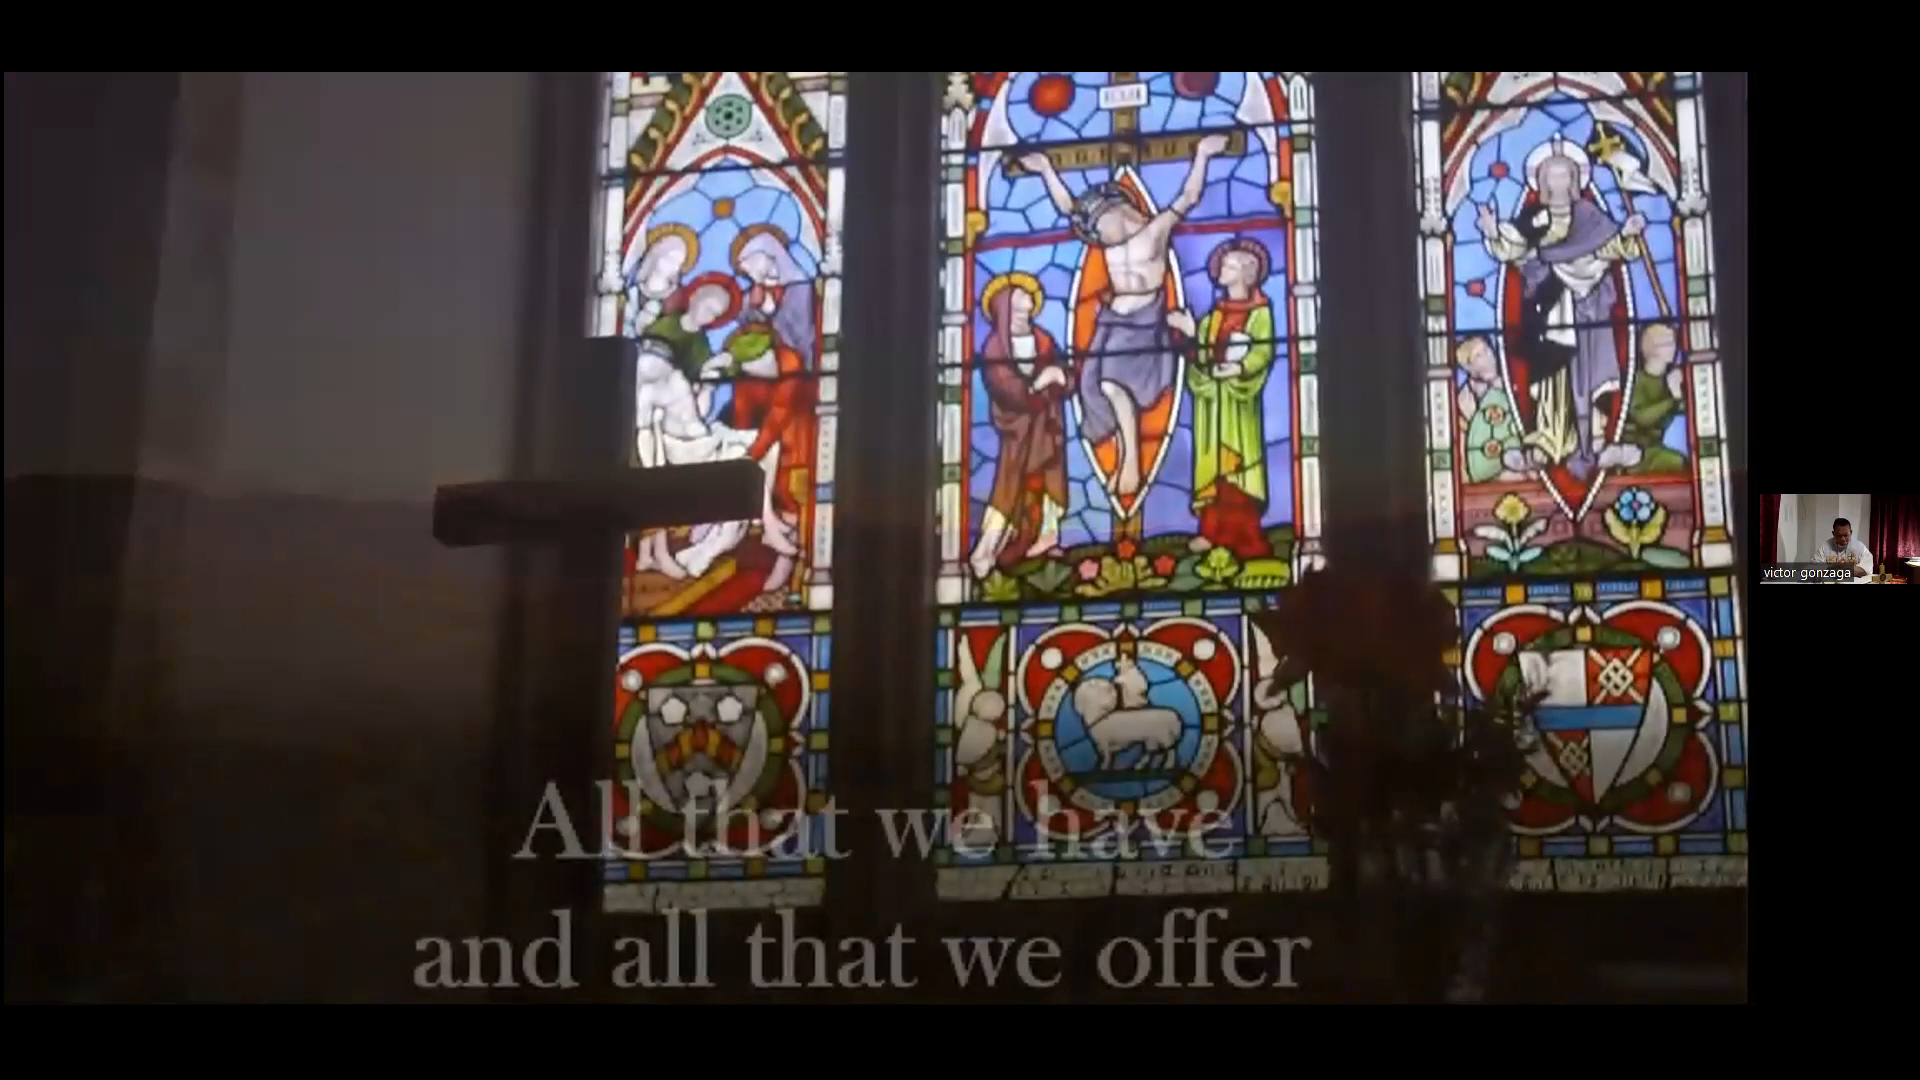 All that we have
and all that we offer
victor gonzaga